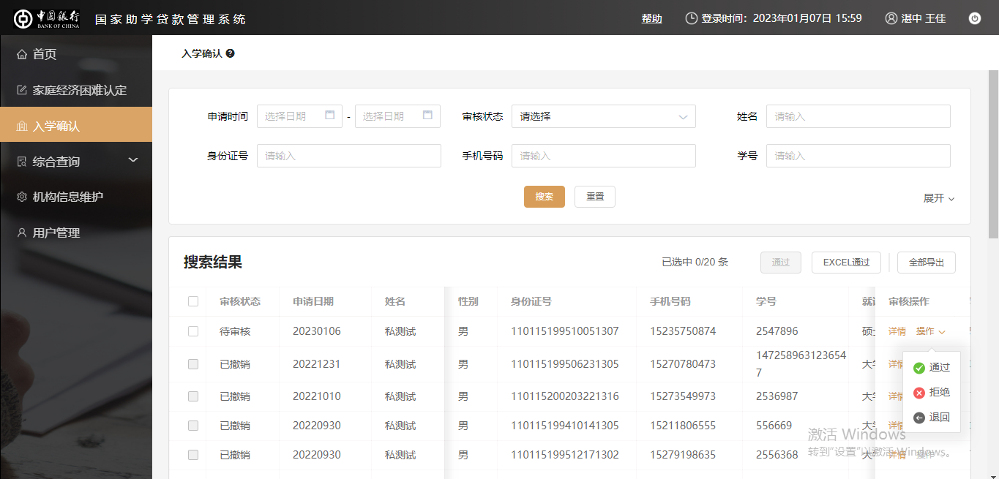 中国银行 国家助学贷款管理系统 帮助 登录时间：2023年01月07日 15:59 湛中 王佳
BANK OF CHINA
首页
家庭经济困难认定
入学确认
综合查询
机构信息维护
用户管理
入学确认
申请时间 选择日期 - 选择日期 审核状态 请选择 姓名 请输入
身份证号 请输入 手机号码 请输入 学号 请输入
搜索 重置 展开
搜索结果 已选中 0/20 条 通过 EXCEL通过 全部导出
审核状态 申请日期 姓名 性别 身份证号 手机号码 学号 就 审核操作
待审核 20230106 私测试 男 110115199510051307 15235750874 2547896 硕 详情 操作
已撤销 20221231 私测试 男 110115199506231305 15270780473 1472589631236547 大 详情
已撤销 20221010 私测试 男 110115200203221316 15273549973 2536987 大 详情
已撤销 20220930 私测试 男 110115199410141305 15211806555 556669 大 详情
已撤销 20220930 私测试 男 110115199512171302 15279198635 2556368 大 详情 操作
通过
拒绝
退回
激活 Windows
转到“设置”以激活 Windows。